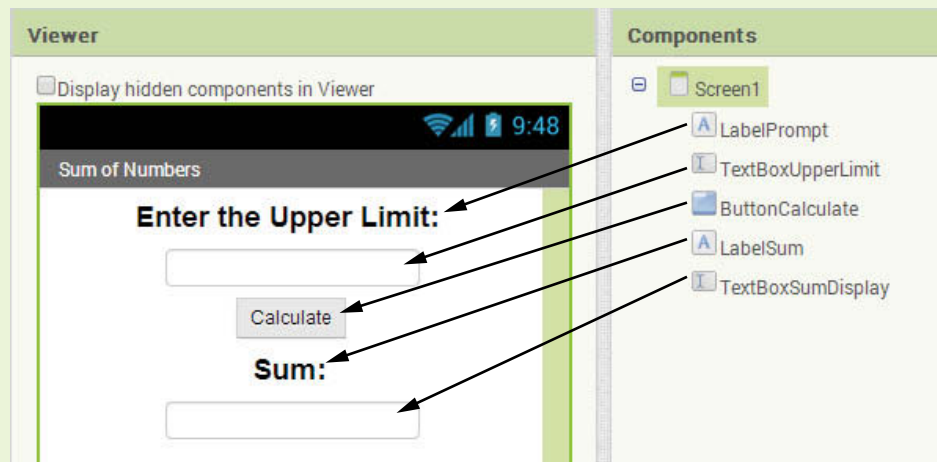 Viewer
Display hidden components in Viewer
9:48
Sum of Numbers
Enter the Upper Limit:
Calculate
Sum:
Components
Screen1
LabelPrompt
TextBoxUpperLimit
ButtonCalculate
LabelSum
TextBoxSumDisplay